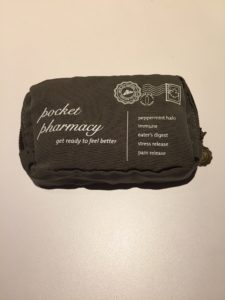 pocket
pharmacy
get ready to feel better
peppermint halo
immune
eater's digest
stress release
pain release